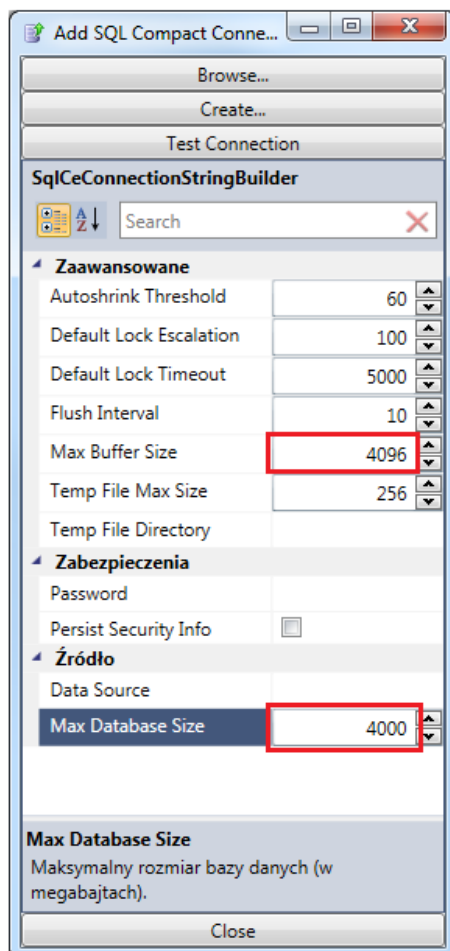 Add SQL Compact Conne...
Browse...
Create...
Test Connection
SqlCeConnectionStringBuilder
A Z Search
Zaawansowane
Autoshrink Threshold 60
Default Lock Escalation 100
Default Lock Timeout 5000
Flush Interval 10
Max Buffer Size 4096
Temp File Max Size 256
Temp File Directory
Zabezpieczenia
Password
Persist Security Info
Źródło
Data Source
Max Database Size 4000
Max Database Size
Maksymalny rozmiar bazy danych (w
megabajtach).
Close